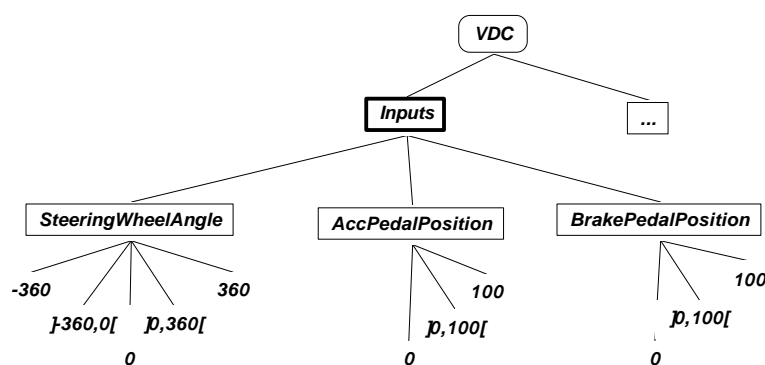 VDC
Inputs
...
SteeringWheelAngle
AccPedalPosition
BrakePedalPosition
-360
360
100
100
]-360,0[
]0,360[
]0,100[
]0,100[
0
0
0